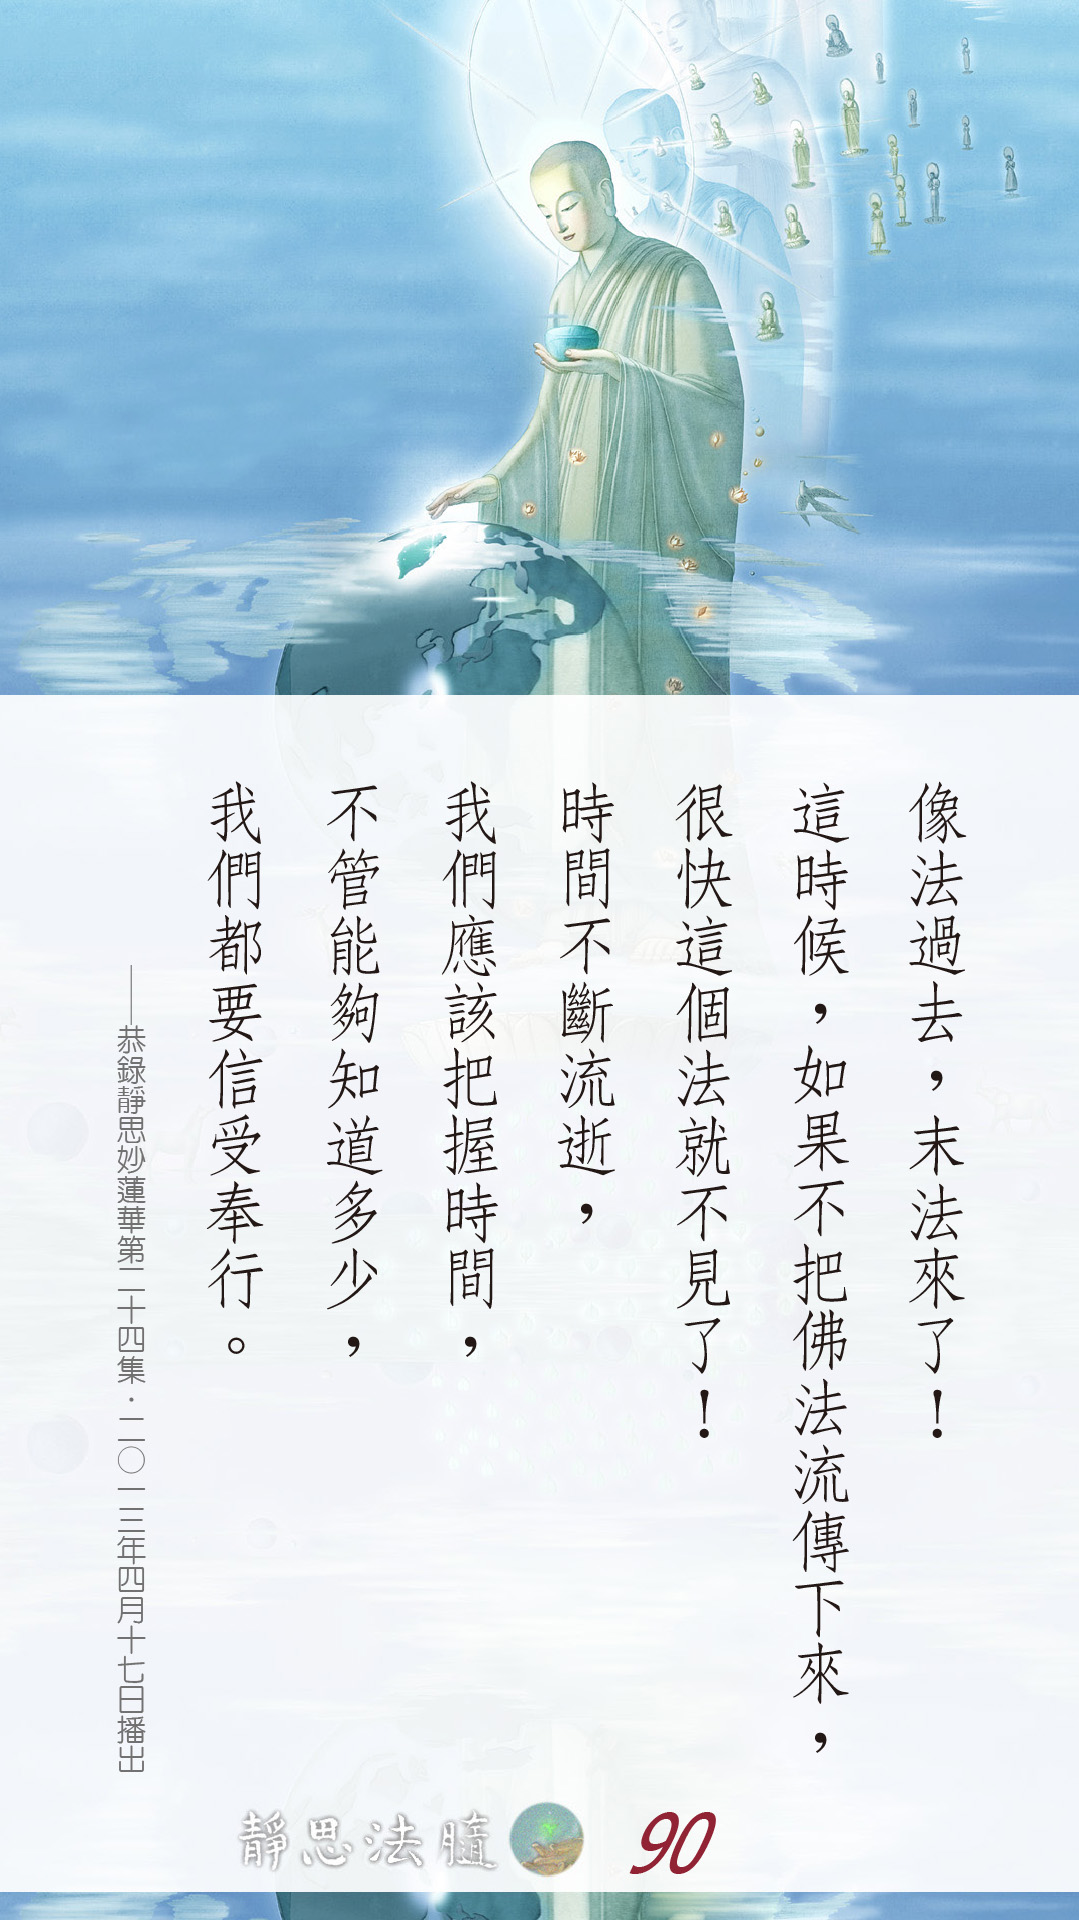 像法過去，末法來了！
這時候，如果不把佛法流傳下來，
很快這個法就不見了！
時間不斷流逝，
我們應該把握時間，
不管能夠知道多少，
我們都要信受奉行。
——恭錄靜思妙蓮華第二十四集．二〇一三年四月十七日播出
靜思法髓 90